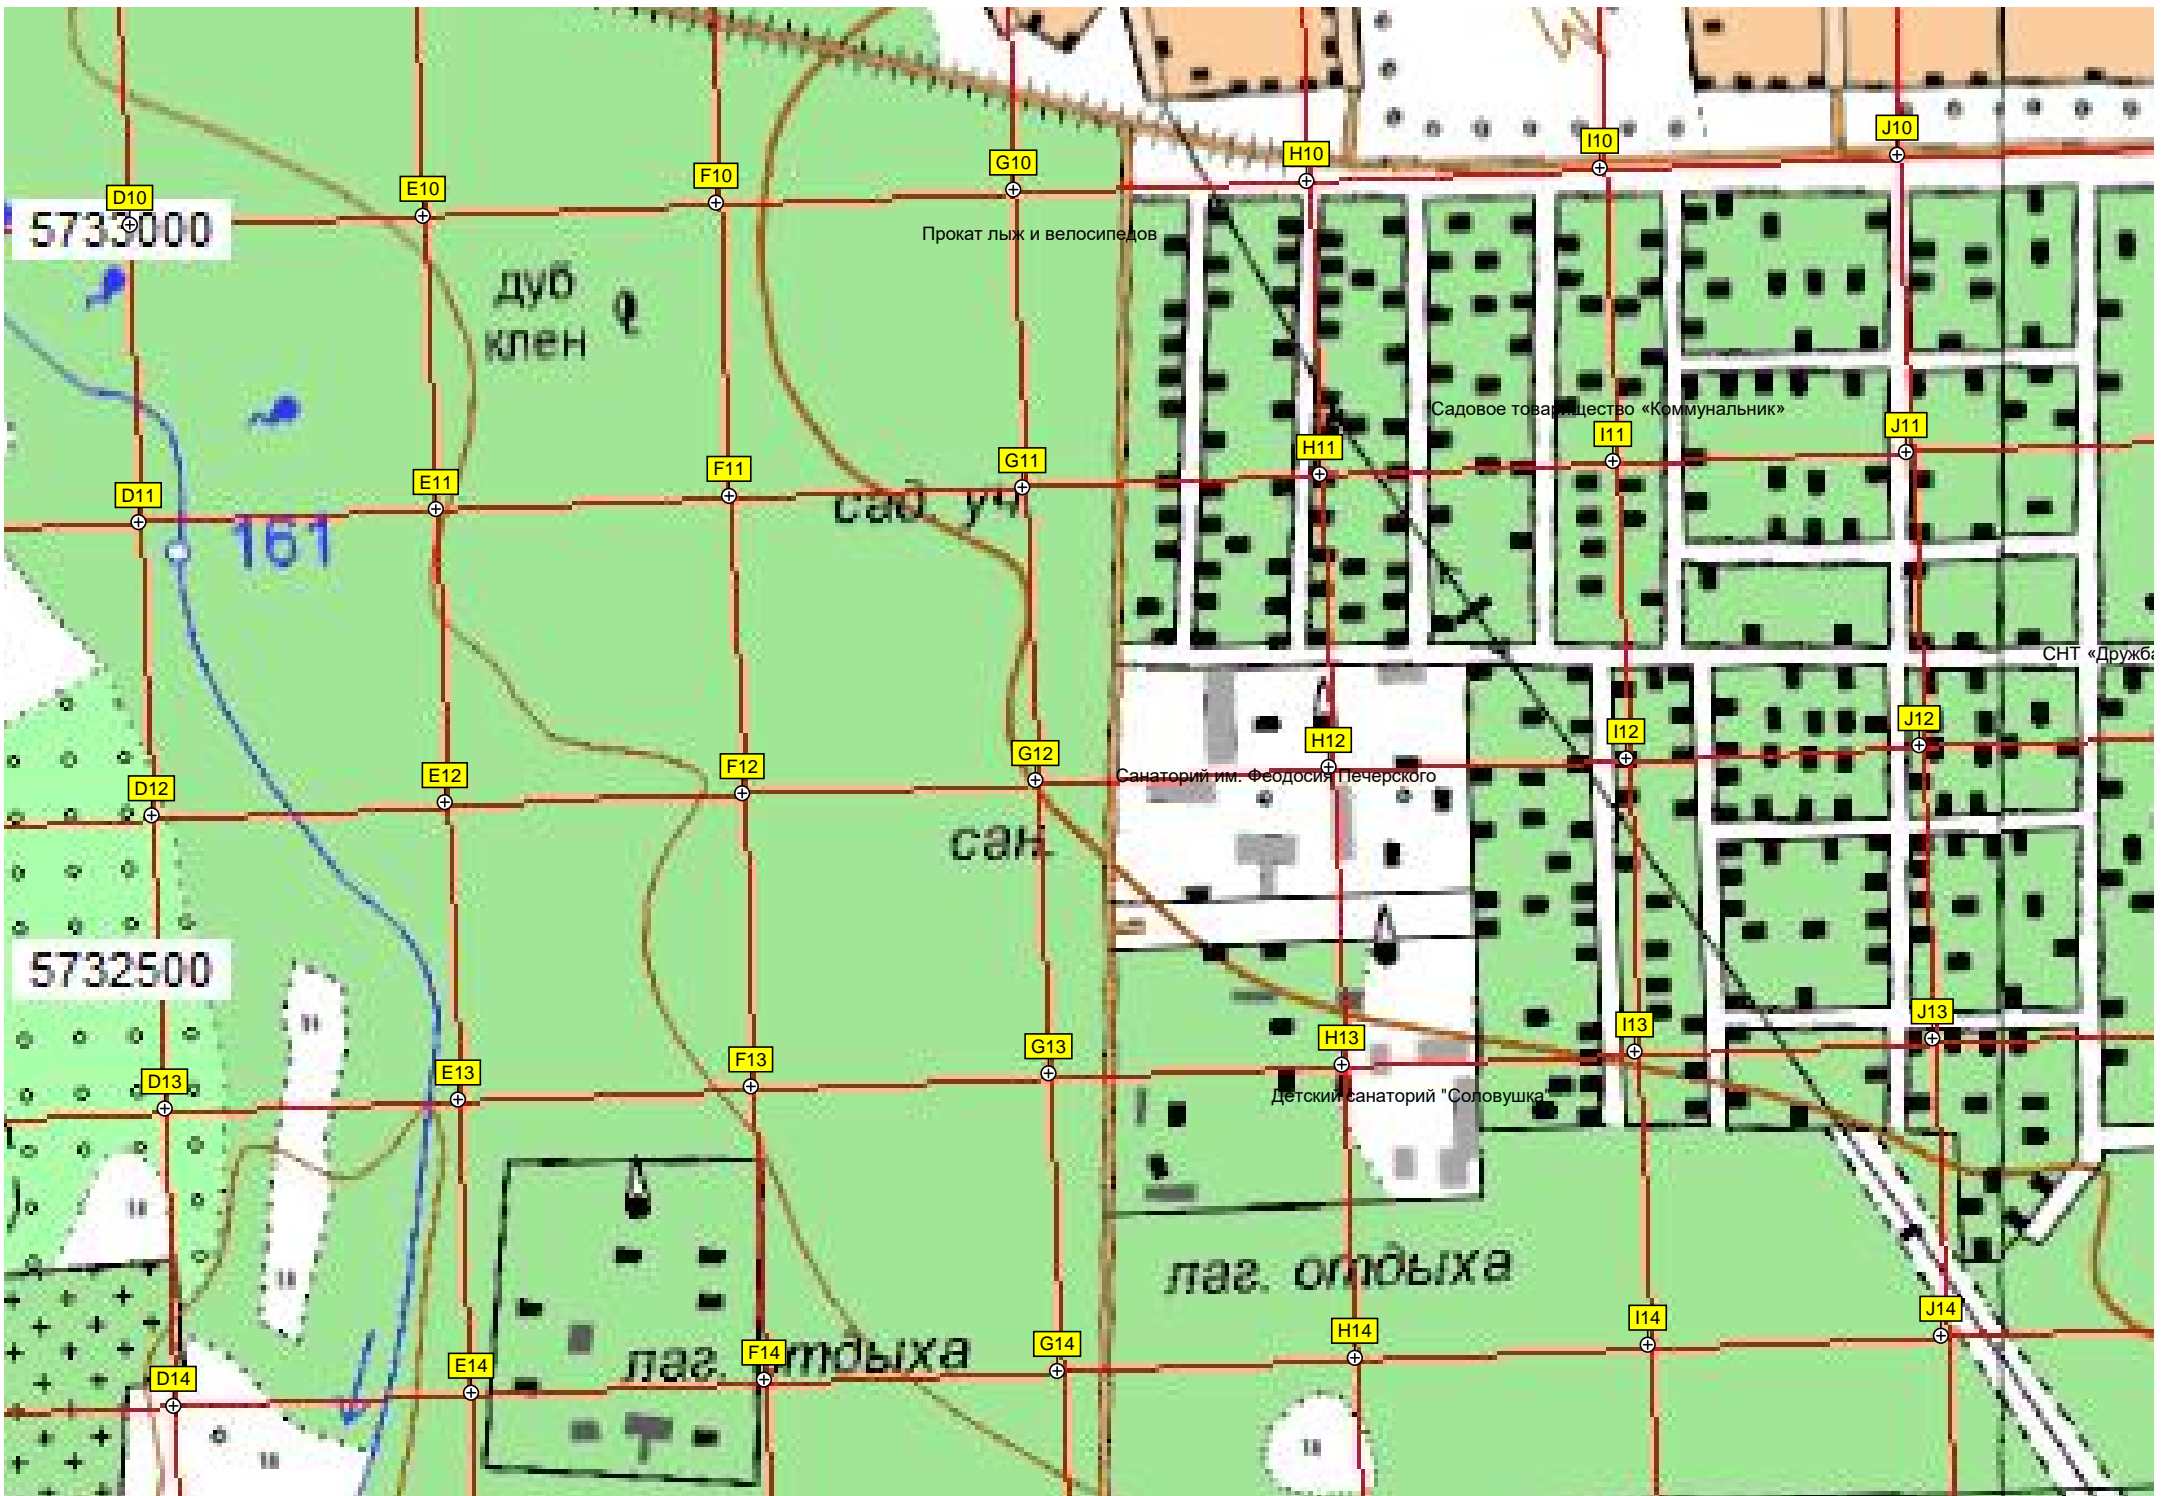 J10
I10
H10
G10
F10
E10
D10
5733000
Прокат лыж и велосипедов
дуб
клен
Садовое товарищество «Коммунальник»
J11
I11
H11
G11
F11
E11
D11
сад. уч.
161
СНТ «Дружба
J12
I12
H12
G12
F12
E12
D12
Санаторий им. Феодосия Печерского
сан.
5732500
J13
I13
H13
G13
F13
E13
D13
Детский санаторий "Соловушка"
лаг. отдыха
J14
I14
H14
G14
F14
E14
D14
лаг. отдыха